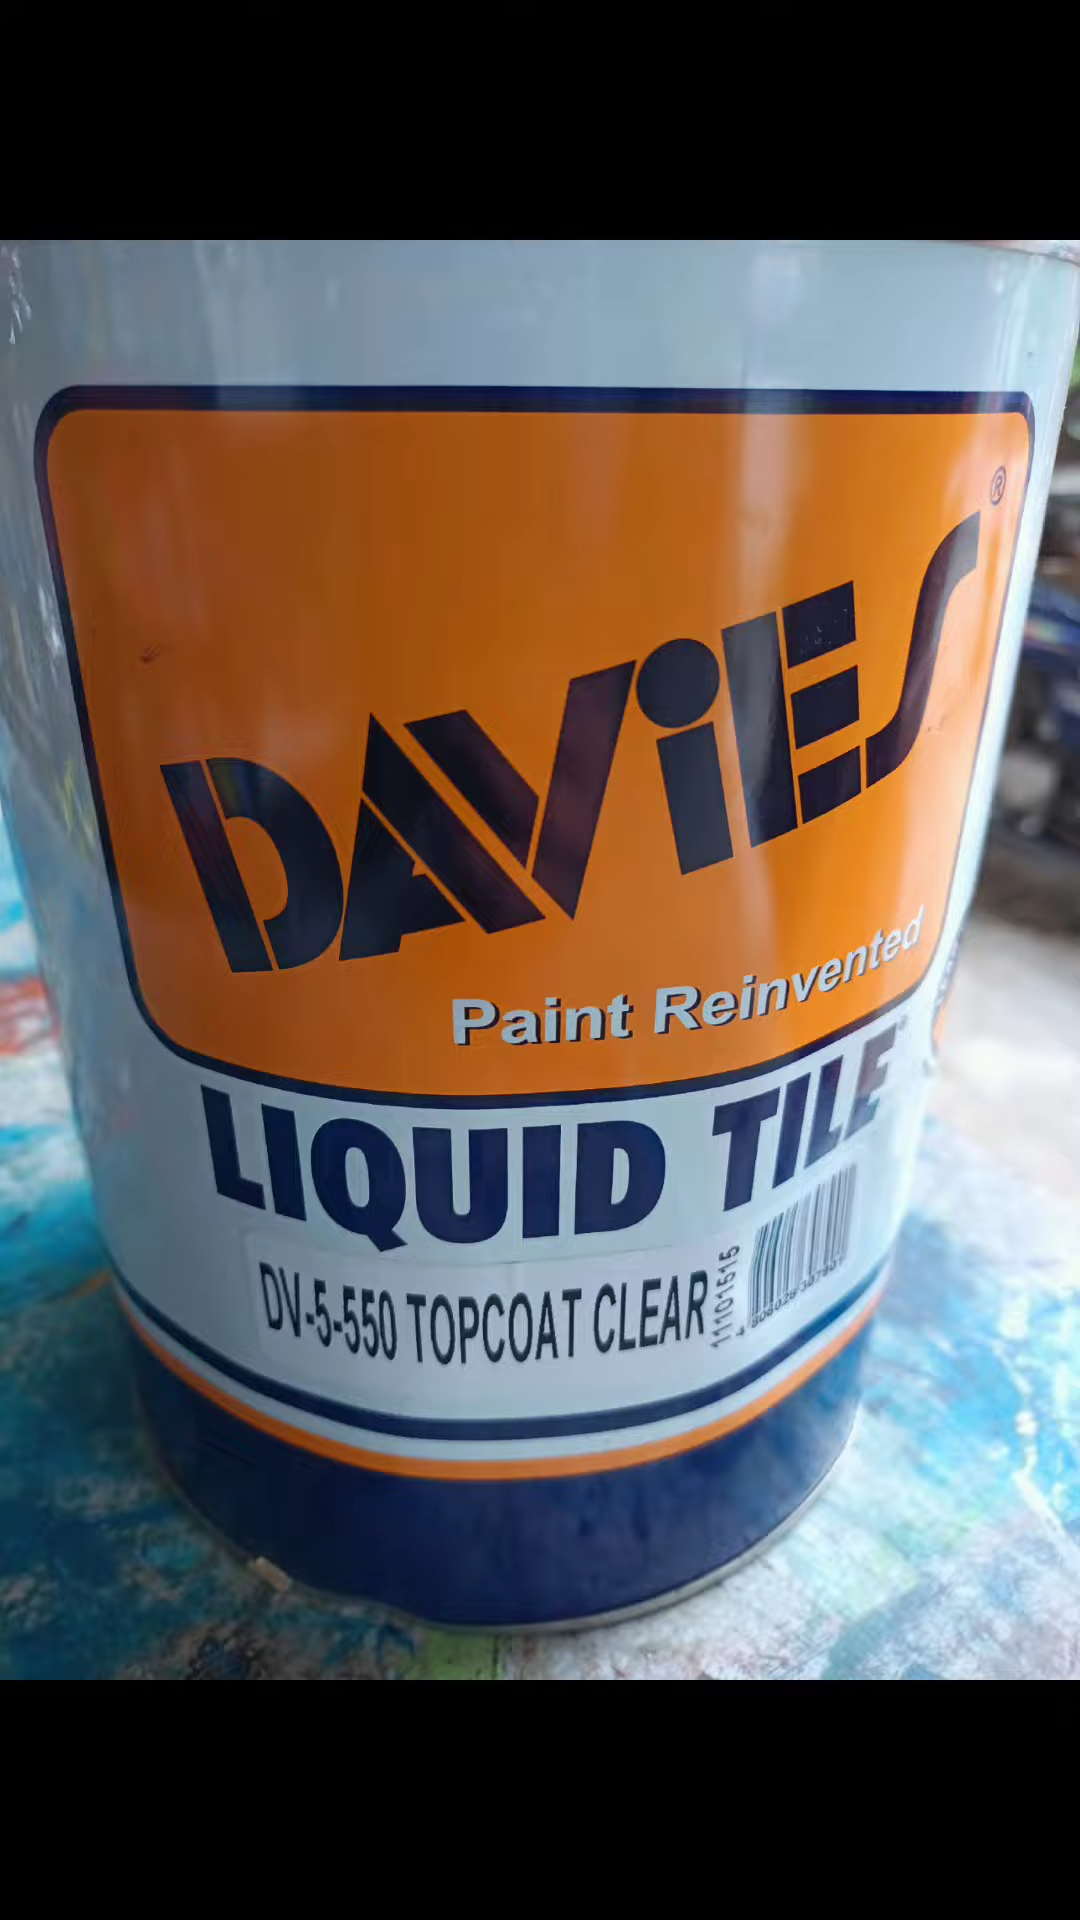 DAViES®
Paint Reinvented
LIQUID TILE
DV-5-550 TOPCOAT CLEAR
11101515